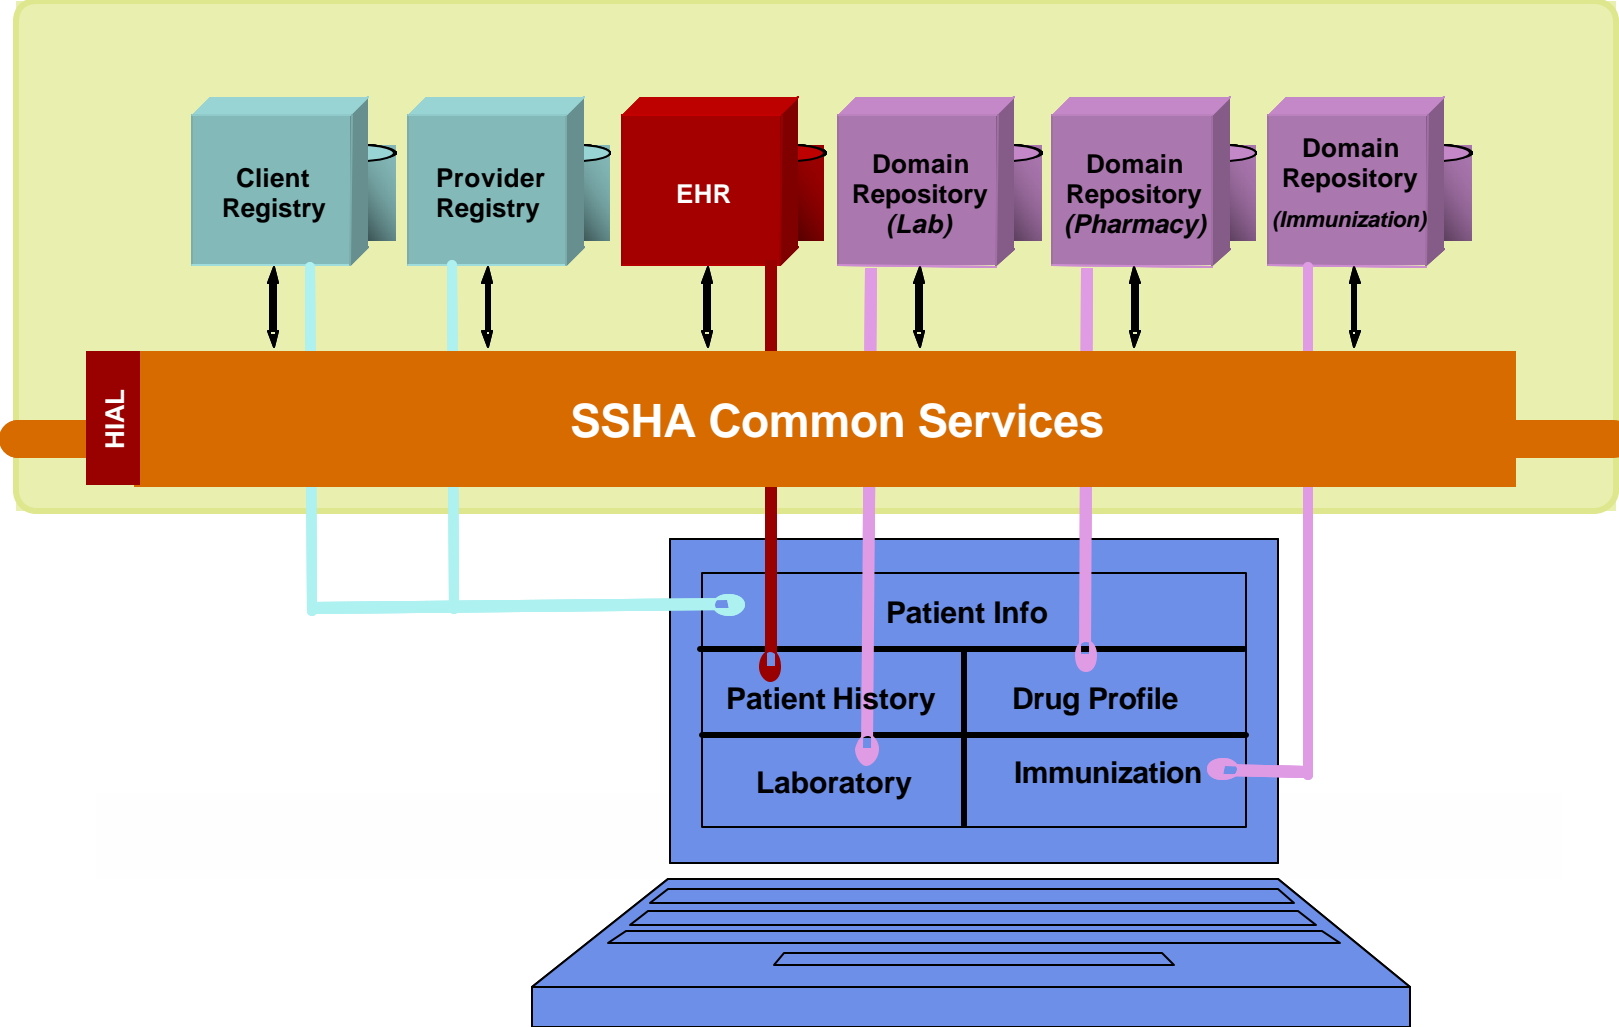 Client
Registry
Provider
Registry
EHR
Domain
Repository
(Lab)
Domain
Repository
(Pharmacy)
Domain
Repository
(Immunization)
HIAL
SSHA Common Services
Patient Info
Patient History
Drug Profile
Laboratory
Immunization